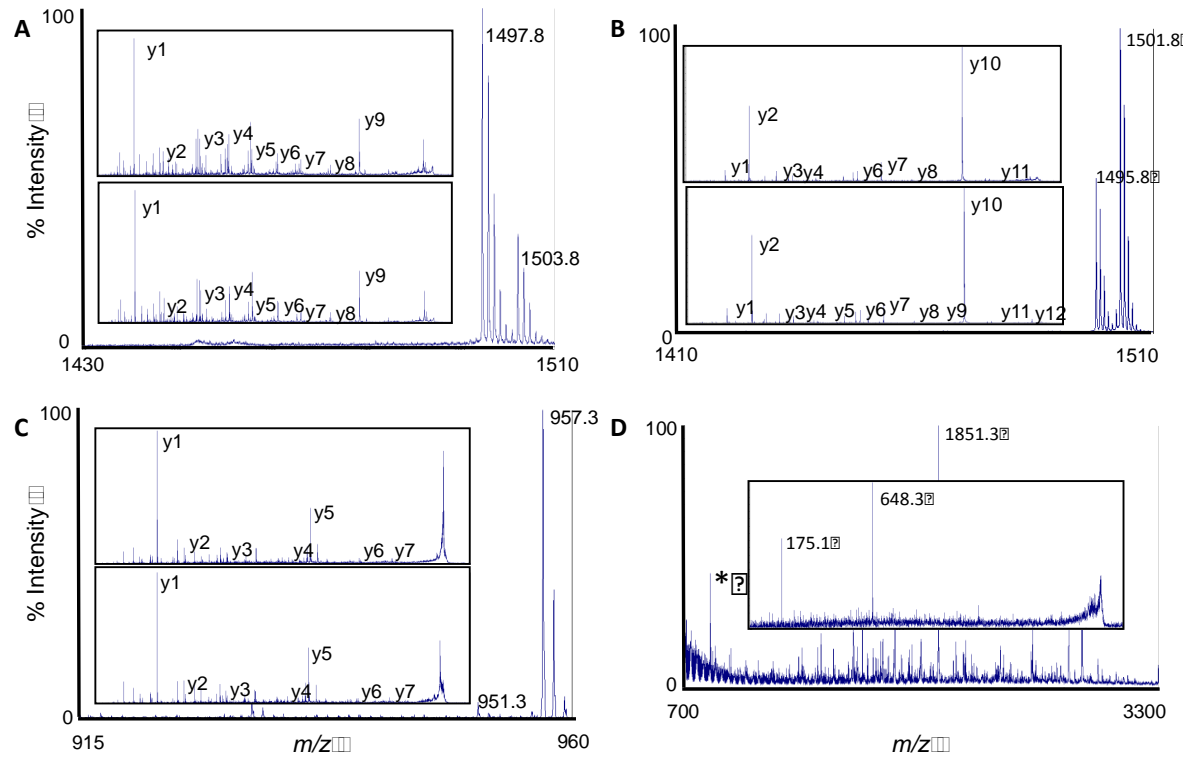 A
100
% Intensity
0
1430
1510
1497.8
1503.8
y1
y2
y3
y4
y5
y6
y7
y8
y9
y1
y2
y3
y4
y5
y6
y7
y8
y9
B
100
0
1410
1510
1501.8
1495.8
y10
y2
y1
y3
y4
y6
y7
y8
y11
y10
y2
y1
y3
y4
y5
y6
y7
y8
y9
y11
y12
C
100
% Intensity
0
915
960
m/z
957.3
951.3
y1
y2
y3
y4
y5
y6
y7
y1
y2
y3
y4
y5
y6
y7
D
100
0
700
3300
m/z
1851.3
648.3
175.1
*